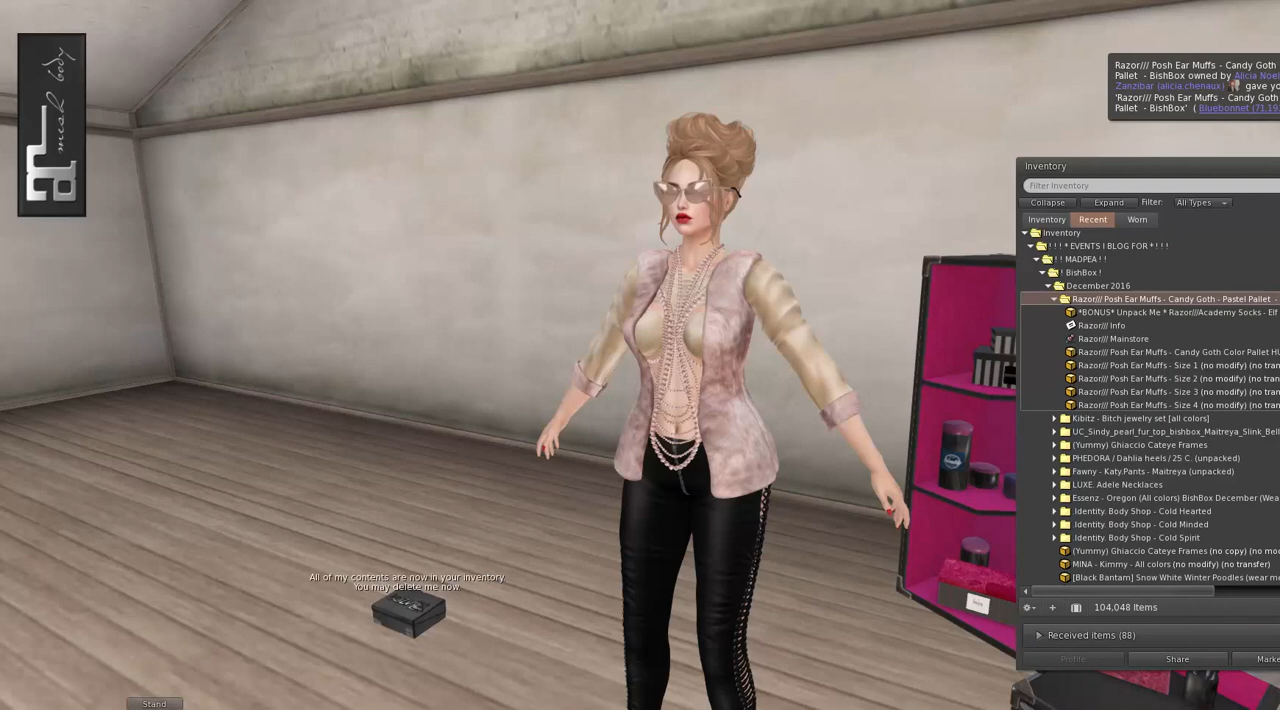 mesh body
Razor/// Posh Ear Muffs - Candy Goth
Pallet - BishBox owned by Alicia Noel
Zanzibar (alicia.chenaux) gave yo
'Razor/// Posh Ear Muffs - Candy Goth
Pallet - BishBox' ( Bluebonnet (71,19
Inventory
Filter Inventory
Collapse Expand Filter: All Types
Inventory Recent Worn
Inventory
! ! ! * EVENTS I BLOG FOR * ! ! !
! ! MADPEA ! !
! BishBox !
December 2016
Razor/// Posh Ear Muffs - Candy Goth - Pastel Pallet -
*BONUS* Unpack Me * Razor///Academy Socks - Elf
Razor/// Info
Razor/// Mainstore
Razor/// Posh Ear Muffs - Candy Goth Color Pallet HU
Razor/// Posh Ear Muffs - Size 1 (no modify) (no tran
Razor/// Posh Ear Muffs - Size 2 (no modify) (no tran
Razor/// Posh Ear Muffs - Size 3 (no modify) (no tran
Razor/// Posh Ear Muffs - Size 4 (no modify) (no tran
Kibitz - Bitch jewelry set [all colors]
UC_Sindy_pearl_fur_top_bishbox_Maitreya_Slink_Bell
(Yummy) Ghiaccio Cateye Frames
PHEDORA / Dahlia heels / 25 C. (unpacked)
Fawny - Katy.Pants - Maitreya (unpacked)
LUXE. Adele Necklaces
Essenz - Oregon (All colors) BishBox December (Wea
.Identity. Body Shop - Cold Hearted
.Identity. Body Shop - Cold Minded
.Identity. Body Shop - Cold Spirit
(Yummy) Ghiaccio Cateye Frames (no copy) (no mo
MINA - Kimmy - All colors (no modify) (no transfer)
[Black Bantam] Snow White Winter Poodles (wear me
104,048 Items
Received items (88)
Profile Share Marke
All of my contents are now in your inventory.
You may delete me now.
Stand